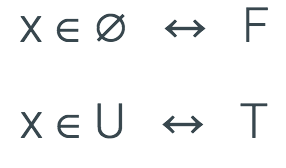 x ∈ ∅ ↔ F
x ∈ U ↔ T